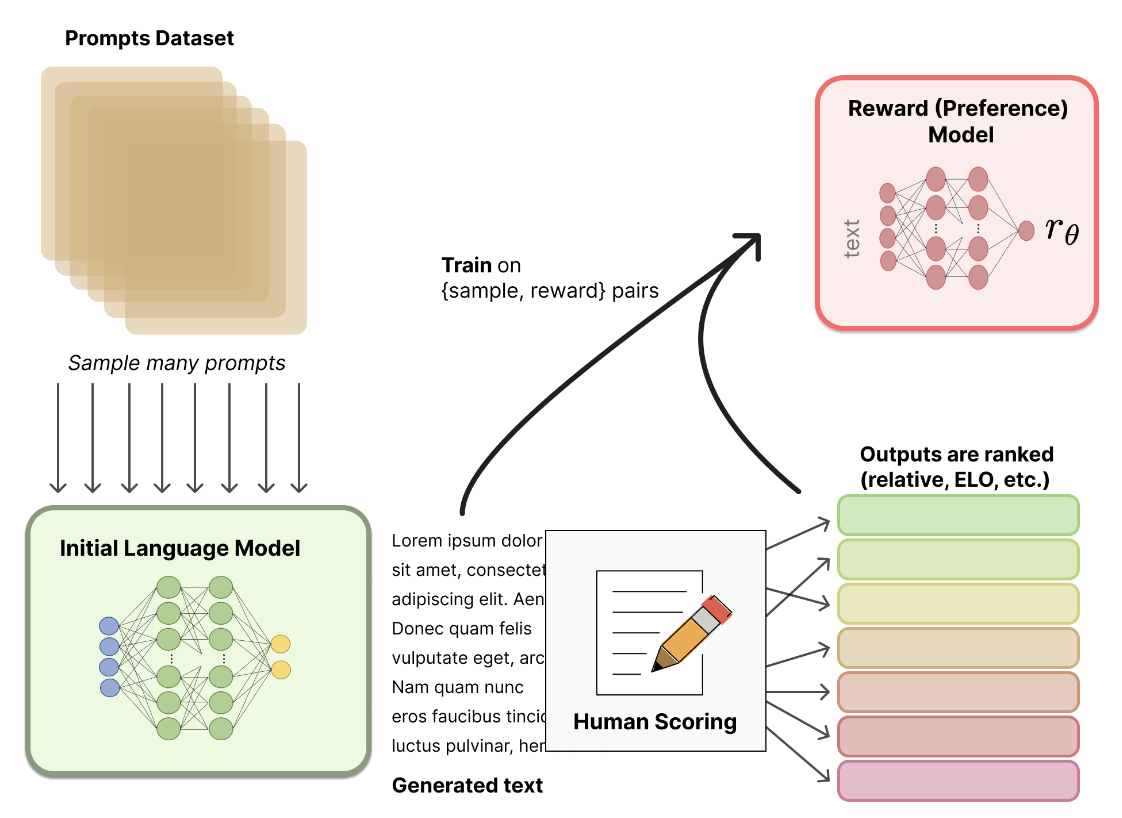 Prompts Dataset
Reward (Preference)
Model
text
r_θ
Train on
{sample, reward} pairs
Sample many prompts
Outputs are ranked
(relative, ELO, etc.)
Initial Language Model
Lorem ipsum dolor
sit amet, consectet
adipiscing elit. Aen
Donec quam felis
vulputate eget, arc
Nam quam nunc
eros faucibus tincid
luctus pulvinar, her
Human Scoring
Generated text